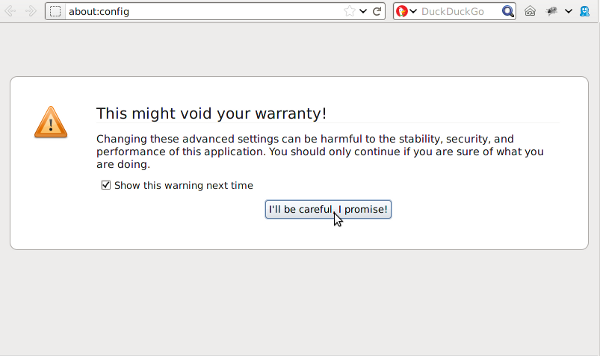 about:config
DuckDuckGo
This might void your warranty!
Changing these advanced settings can be harmful to the stability, security, and
performance of this application. You should only continue if you are sure of what you
are doing.
Show this warning next time
I'll be careful, I promise!